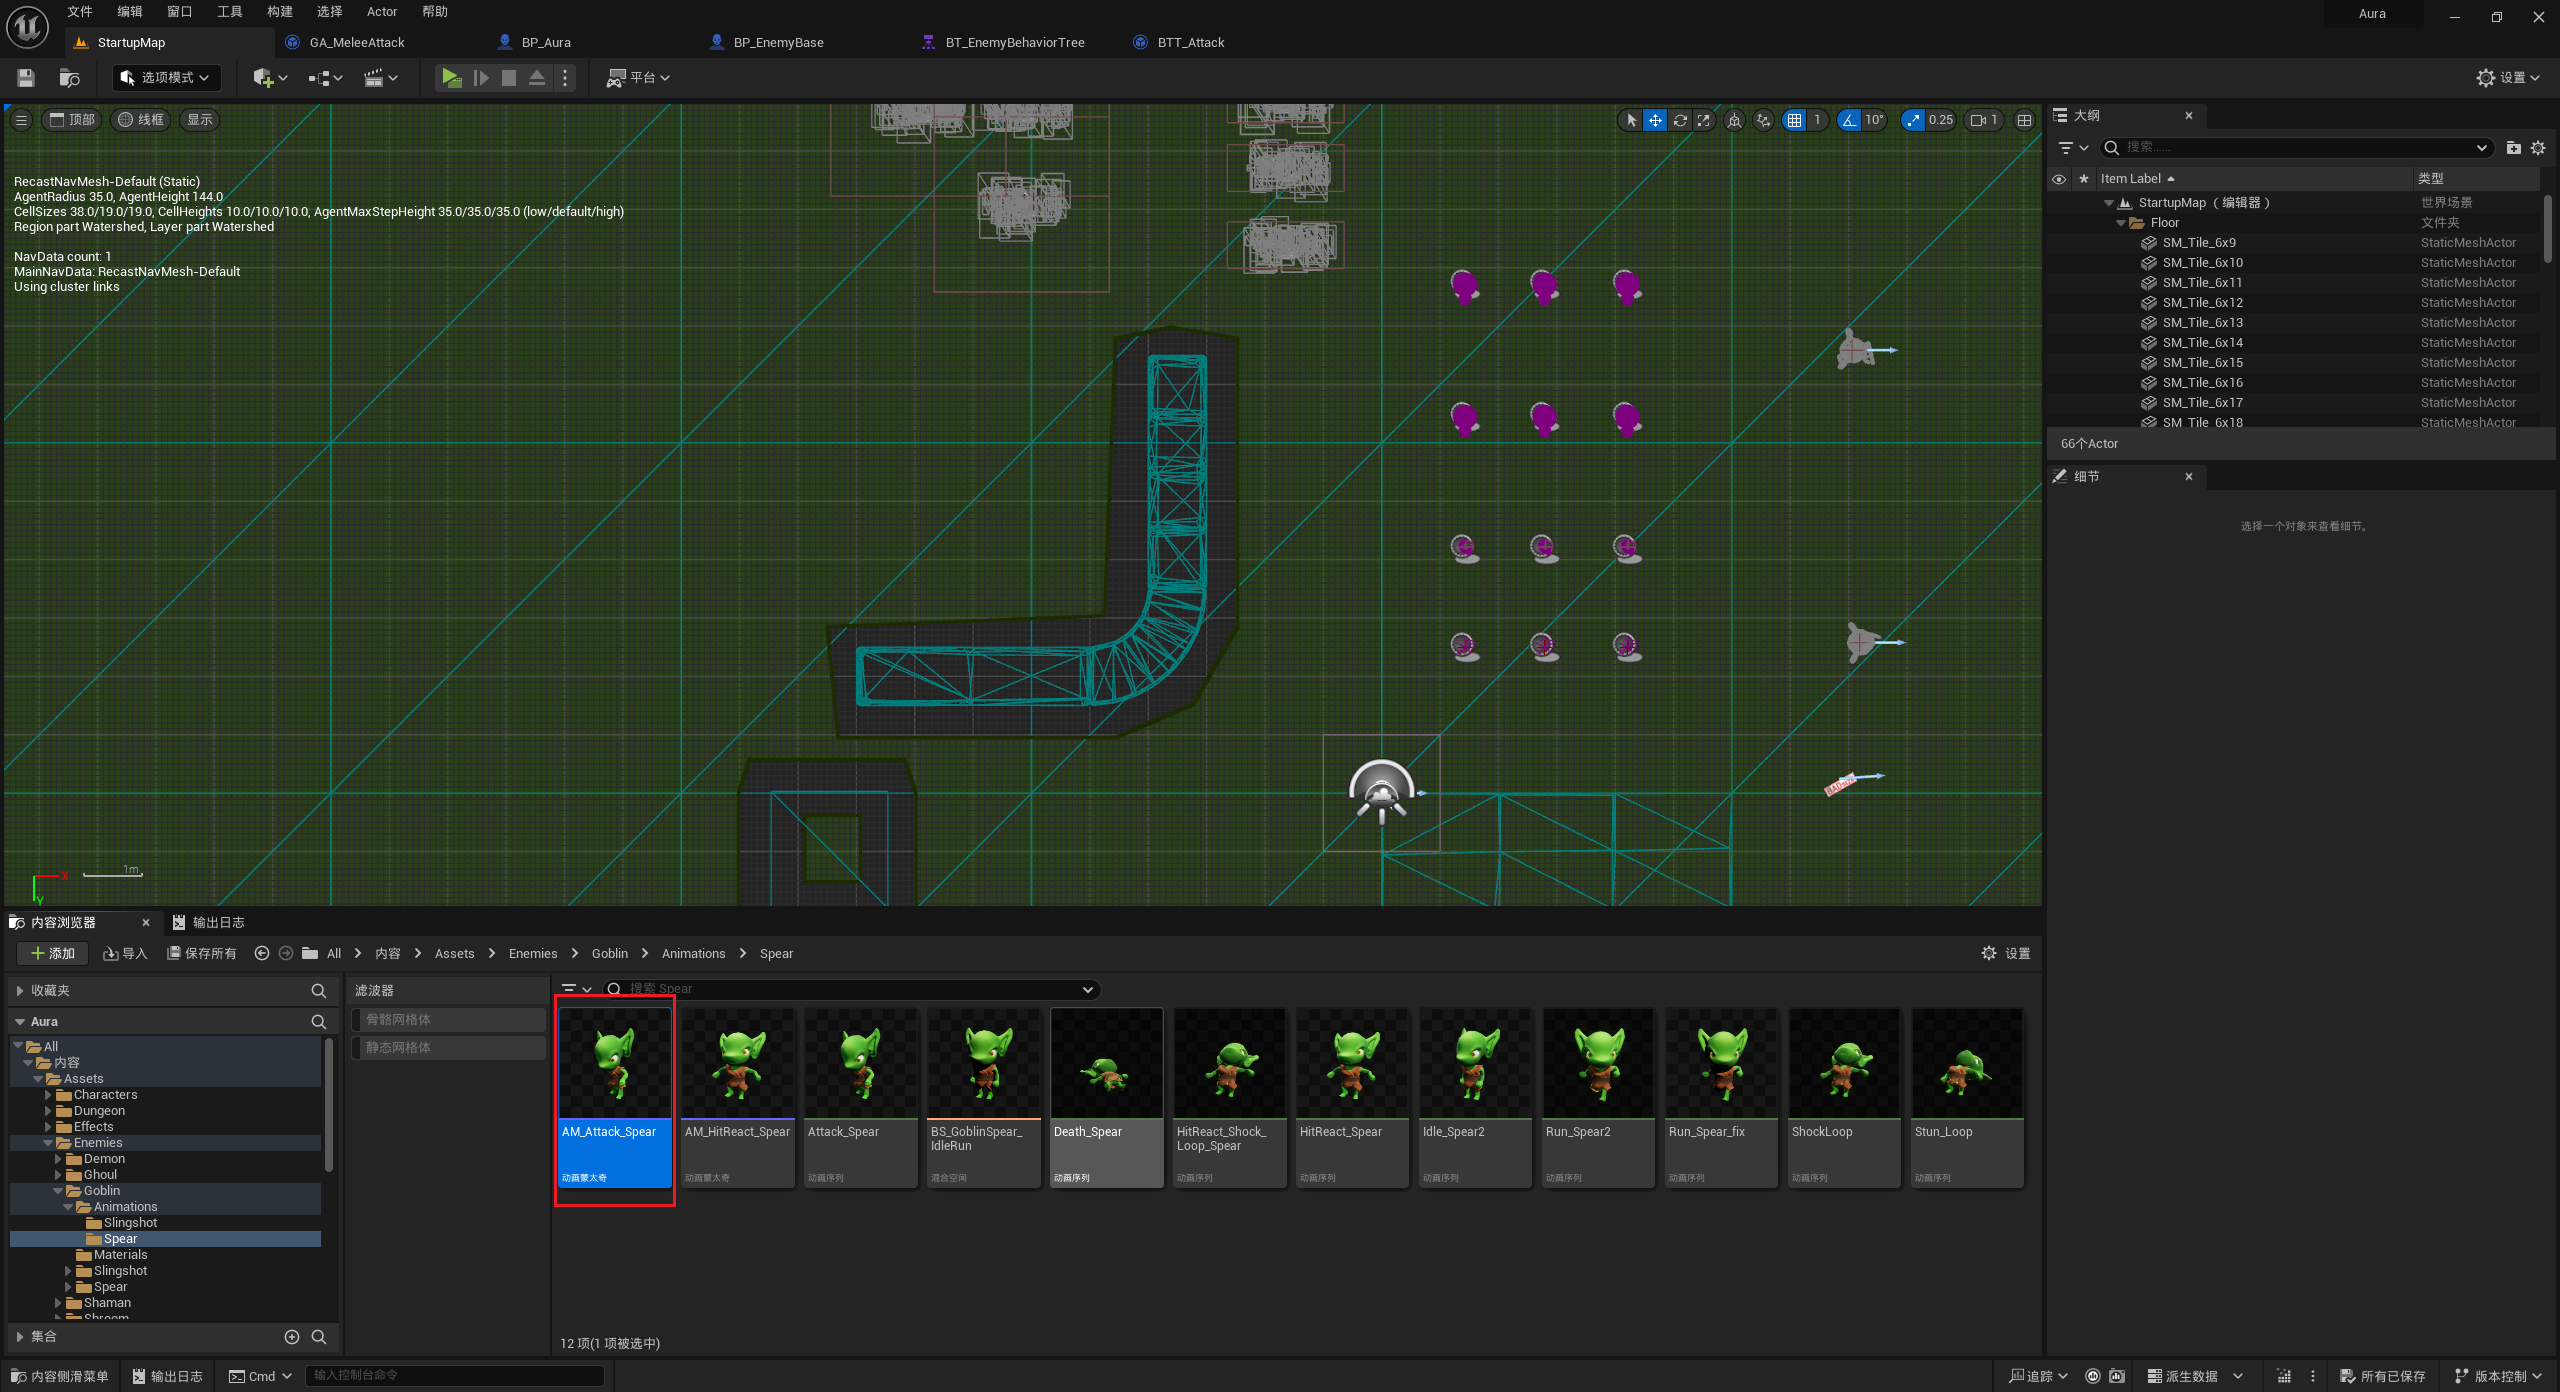 文件 编辑 窗口 工具 构建 选择 Actor 帮助
Aura
StartupMap GA_MeleeAttack BP_Aura BP_EnemyBase BT_EnemyBehaviorTree BTT_Attack
选项模式 平台 设置
顶部 线框 显示 1 10° 0.25 1
RecastNavMesh-Default (Static)
AgentRadius 35.0, AgentHeight 144.0
CellSizes 38.0/19.0/19.0, CellHeights 10.0/10.0/10.0, AgentMaxStepHeight 35.0/35.0/35.0 (low/default/high)
Region part Watershed, Layer part Watershed
NavData count: 1
MainNavData: RecastNavMesh-Default
Using cluster links
1m
X
Y
大纲
搜索……
Item Label 类型
StartupMap（编辑器） 世界场景
Floor 文件夹
SM_Tile_6x9 StaticMeshActor
SM_Tile_6x10 StaticMeshActor
SM_Tile_6x11 StaticMeshActor
SM_Tile_6x12 StaticMeshActor
SM_Tile_6x13 StaticMeshActor
SM_Tile_6x14 StaticMeshActor
SM_Tile_6x15 StaticMeshActor
SM_Tile_6x16 StaticMeshActor
SM_Tile_6x17 StaticMeshActor
SM_Tile_6x18 StaticMeshActor
66个Actor
细节
选择一个对象来查看细节。
内容浏览器 输出日志
添加 导入 保存所有 All 内容 Assets Enemies Goblin Animations Spear 设置
收藏夹
Aura
All
内容
Assets
Characters
Dungeon
Effects
Enemies
Demon
Ghoul
Goblin
Animations
Slingshot
Spear
Materials
Slingshot
Spear
Shaman
Shroom
集合
滤波器
骨骼网格体
静态网格体
搜索 Spear
AM_Attack_Spear
动画蒙太奇
AM_HitReact_Spear
动画蒙太奇
Attack_Spear
动画序列
BS_GoblinSpear_
IdleRun
混合空间
Death_Spear
动画序列
HitReact_Shock_
Loop_Spear
动画序列
HitReact_Spear
动画序列
Idle_Spear2
动画序列
Run_Spear2
动画序列
Run_Spear_fix
动画序列
ShockLoop
动画序列
Stun_Loop
动画序列
12 项(1 项被选中)
内容侧滑菜单 输出日志 Cmd 输入控制台命令 追踪 派生数据 所有已保存 版本控制